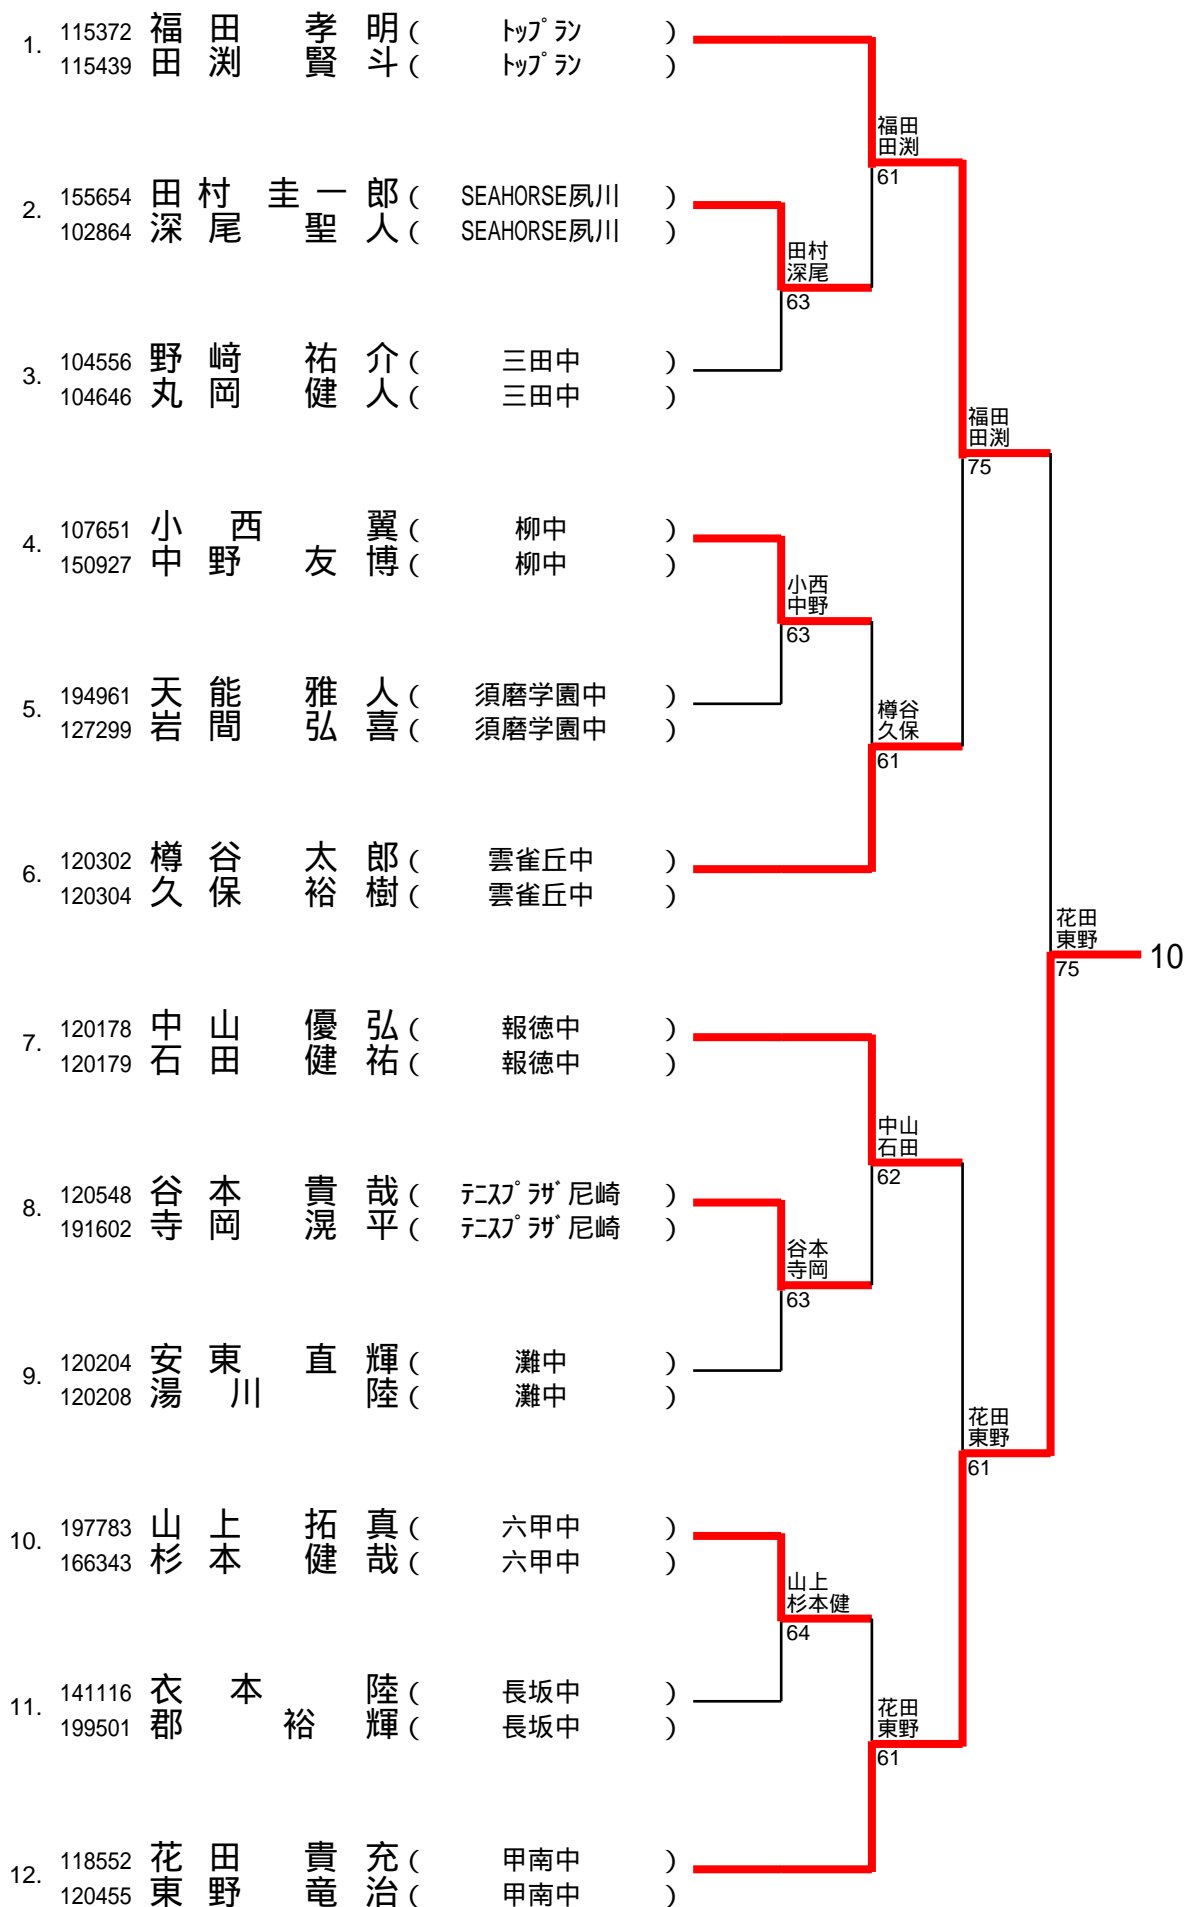 1. 115372 福田 孝明 ( トップラン )
115439 田渕 賢斗 ( トップラン )
福田
田渕
61
2. 155654 田村 圭一郎 ( SEAHORSE夙川 )
102864 深尾 聖人 ( SEAHORSE夙川 )
田村
深尾
63
3. 104556 野﨑 祐介 ( 三田中 )
104646 丸岡 健人 ( 三田中 )
福田
田渕
75
4. 107651 小西 翼 ( 柳中 )
150927 中野 友博 ( 柳中 )
小西
中野
63
5. 194961 天能 雅人 ( 須磨学園中 )
127299 岩間 弘喜 ( 須磨学園中 )
樽谷
久保
61
6. 120302 樽谷 太郎 ( 雲雀丘中 )
120304 久保 裕樹 ( 雲雀丘中 )
花田
東野
75
10
7. 120178 中山 優弘 ( 報徳中 )
120179 石田 健祐 ( 報徳中 )
中山
石田
62
8. 120548 谷本 貴哉 ( テニスプラザ尼崎 )
191602 寺岡 滉平 ( テニスプラザ尼崎 )
谷本
寺岡
63
9. 120204 安東 直輝 ( 灘中 )
120208 湯川 陸 ( 灘中 )
花田
東野
61
10. 197783 山上 拓真 ( 六甲中 )
166343 杉本 健哉 ( 六甲中 )
山上
杉本健
64
11. 141116 衣本 陸 ( 長坂中 )
199501 郡 裕輝 ( 長坂中 )
花田
東野
61
12. 118552 花田 貴充 ( 甲南中 )
120455 東野 竜治 ( 甲南中 )